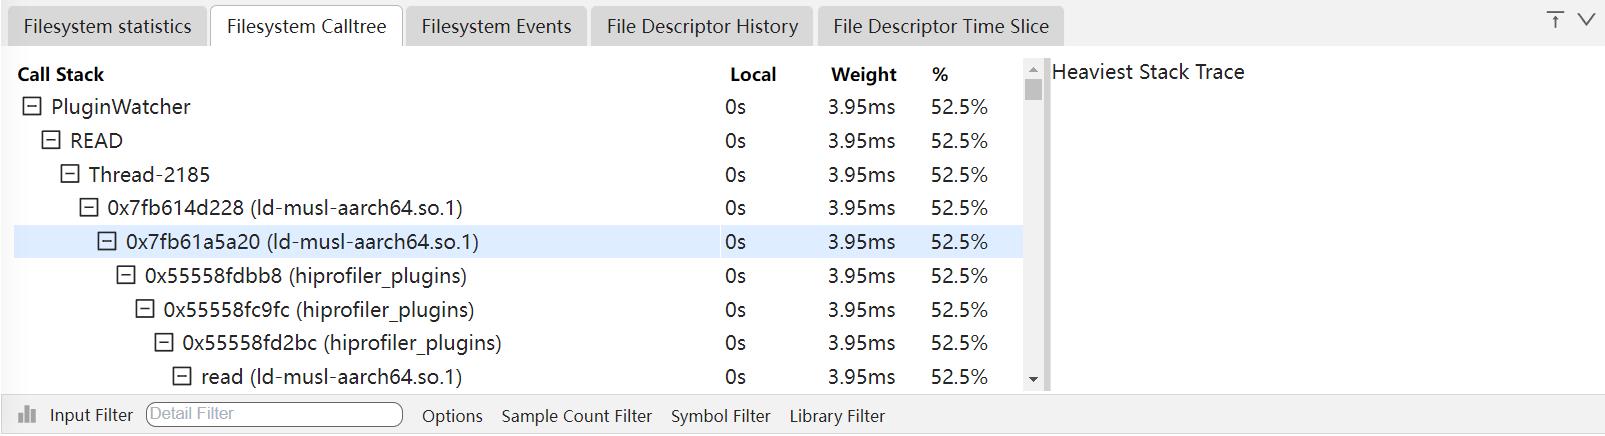 Filesystem statistics Filesystem Calltree Filesystem Events File Descriptor History File Descriptor Time Slice
Call Stack Local Weight % Heaviest Stack Trace
PluginWatcher 0s 3.95ms 52.5%
READ 0s 3.95ms 52.5%
Thread-2185 0s 3.95ms 52.5%
0x7fb614d228 (ld-musl-aarch64.so.1) 0s 3.95ms 52.5%
0x7fb61a5a20 (ld-musl-aarch64.so.1) 0s 3.95ms 52.5%
0x55558fdbb8 (hiprofiler_plugins) 0s 3.95ms 52.5%
0x55558fc9fc (hiprofiler_plugins) 0s 3.95ms 52.5%
0x55558fd2bc (hiprofiler_plugins) 0s 3.95ms 52.5%
read (ld-musl-aarch64.so.1) 0s 3.95ms 52.5%
Input Filter Detail Filter Options Sample Count Filter Symbol Filter Library Filter